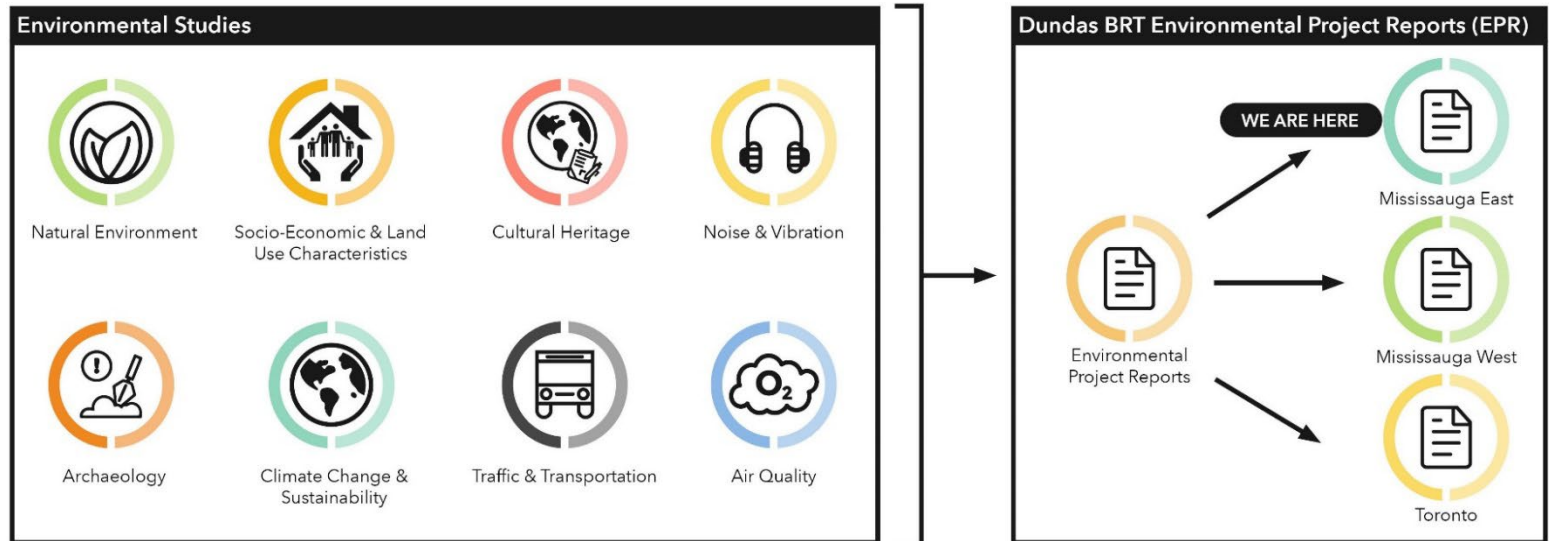 Environmental Studies
Natural Environment
Socio-Economic & Land
Use Characteristics
Cultural Heritage
Noise & Vibration
Archaeology
Climate Change &
Sustainability
Traffic & Transportation
O₂
Air Quality
Dundas BRT Environmental Project Reports (EPR)
WE ARE HERE
Mississauga East
Environmental
Project Reports
Mississauga West
Toronto